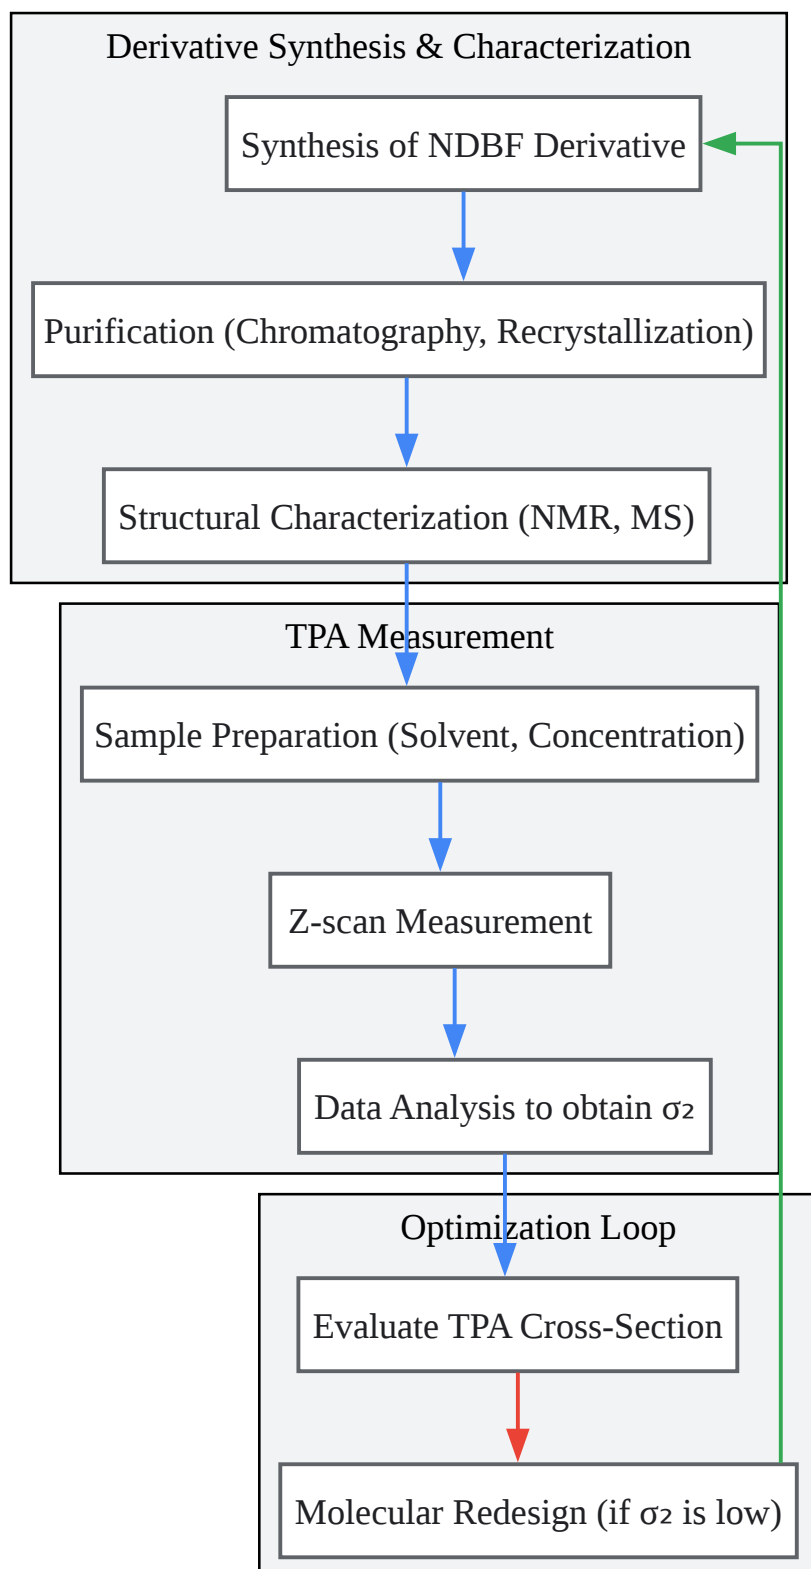 Derivative Synthesis & Characterization
Synthesis of NDBF Derivative
Purification (Chromatography, Recrystallization)
Structural Characterization (NMR, MS)
TPA Measurement
Sample Preparation (Solvent, Concentration)
Z-scan Measurement
Data Analysis to obtain σ₂
Optimization Loop
Evaluate TPA Cross-Section
Molecular Redesign (if σ₂ is low)